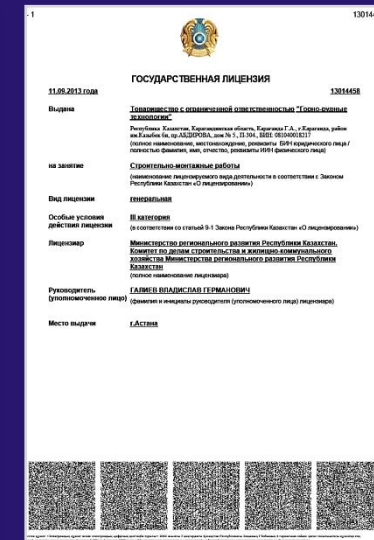 - 1
13014
ГОСУДАРСТВЕННАЯ ЛИЦЕНЗИЯ
11.09.2013 года
13014458
Выдана
Товарищество с ограниченной ответственностью "Горно-рудные
технологии"
Республика Казахстан, Карагандинская область, Караганда Г.А., г.Караганда, район
им.Казыбек би, пр.АБДИРОВА, дом № 5., П-304., БИН: 081040018217
(полное наименование, местонахождение, реквизиты БИН юридического лица /
полностью фамилия, имя, отчество, реквизиты ИИН физического лица)
на занятие
Строительно-монтажные работы
(наименование лицензируемого вида деятельности в соответствии с Законом
Республики Казахстан «О лицензировании»)
Вид лицензии
генеральная
Особые условия
действия лицензии
III категория
(в соответствии со статьей 9-1 Закона Республики Казахстан «О лицензировании»)
Лицензиар
Министерство регионального развития Республики Казахстан.
Комитет по делам строительства и жилищно-коммунального
хозяйства Министерства регионального развития Республики
Казахстан
(полное наименование лицензиара)
Руководитель
(уполномоченное лицо)
ГАЛИЕВ ВЛАДИСЛАВ ГЕРМАНОВИЧ
(фамилия и инициалы руководителя (уполномоченного лица) лицензиара)
Место выдачи
г.Астана